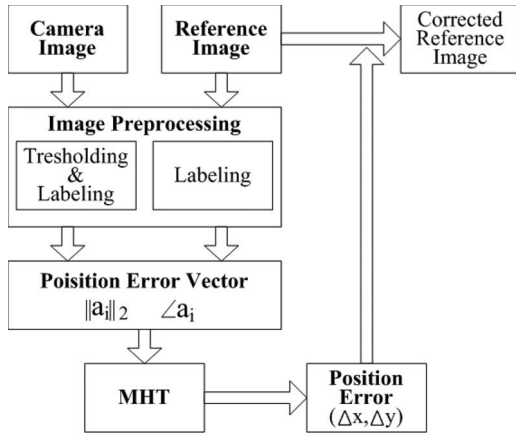 Camera
Image
Reference
Image
Corrected
Reference
Image
Image Preprocessing
Tresholding
&
Labeling
Labeling
Poisition Error Vector
||aᵢ||₂ ∠aᵢ
MHT
Position
Error
(Δx,Δy)